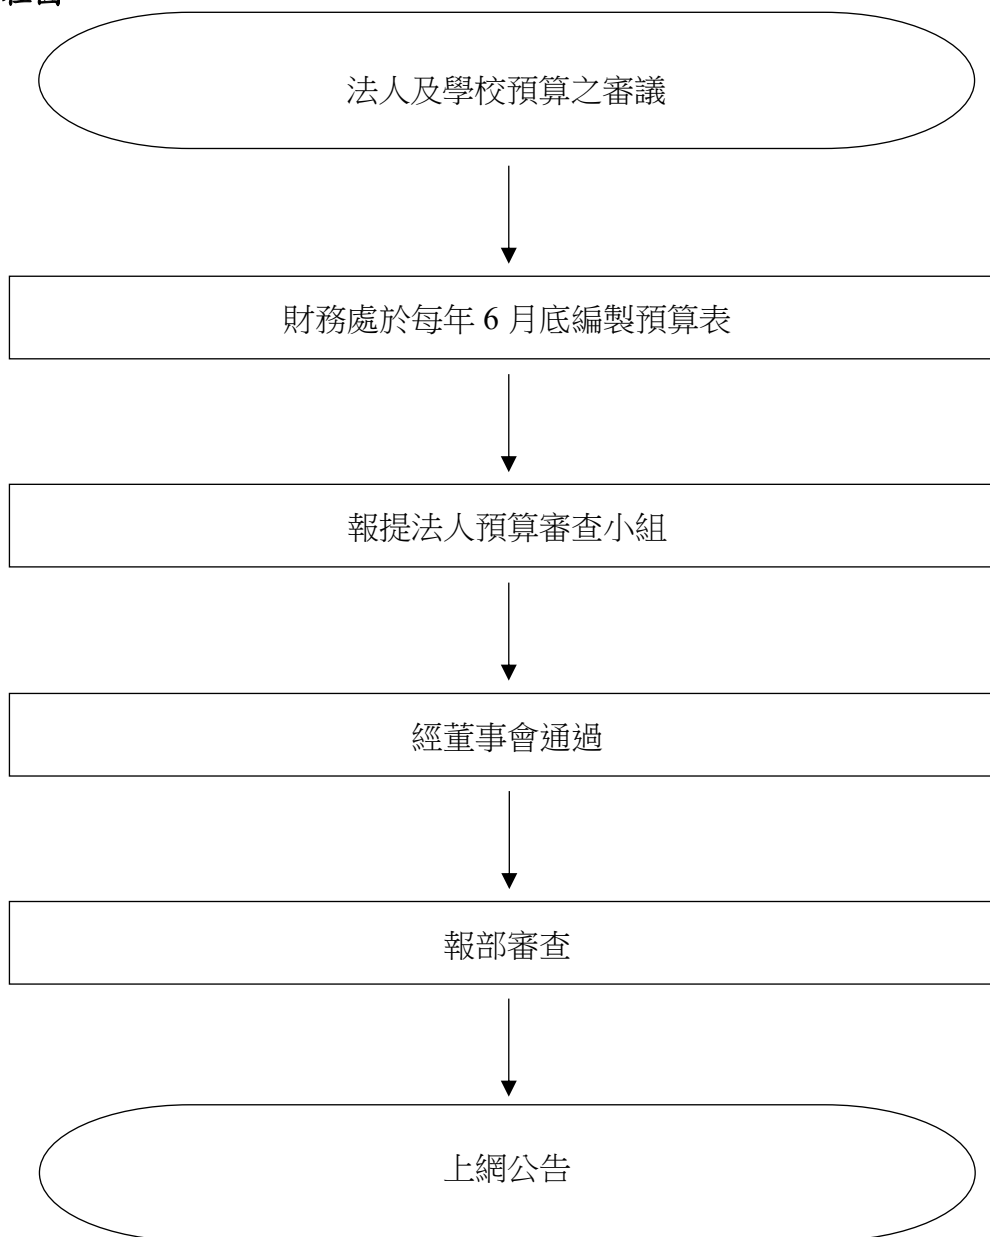 法人及學校預算之審議
財務處於每年 6 月底編製預算表
報提法人預算審查小組
經董事會通過
報部審查
上網公告